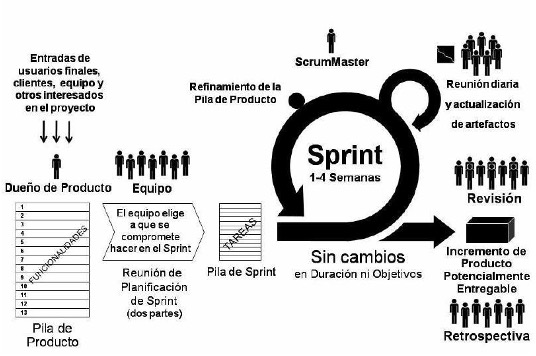 Entradas de
usuarios finales,
clientes, equipo y
otros interesados
en el proyecto
Dueño de Producto
1
2
3
4
5
6
7
8
9
10
11
12
13
FUNCIONALIDADES
Pila de
Producto
Equipo
El equipo elige
a que se
compromete
hacer en el Sprint
Reunión de
Planificación
de Sprint
(dos partes)
TAREAS
Pila de Sprint
ScrumMaster
Refinamiento de la
Pila de Producto
Sprint
1-4 Semanas
Sin cambios
en Duración ni Objetivos
Reunión diaria
y actualización
de artefactos
Revisión
Incremento de
Producto
Potencialmente
Entregable
Retrospectiva